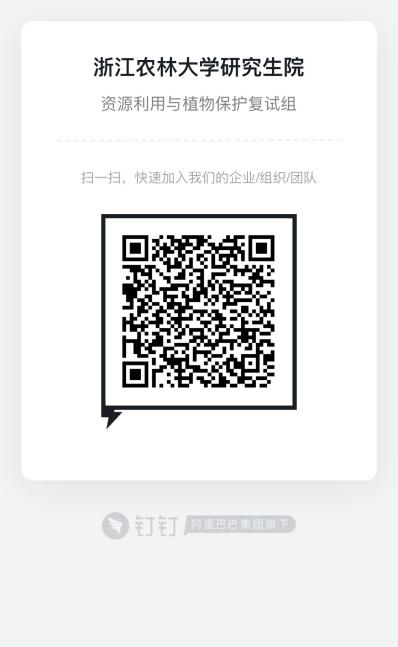 浙江农林大学研究生院
资源利用与植物保护复试组
扫一扫，快速加入我们的企业/组织/团队
钉钉 阿里巴巴集团旗下